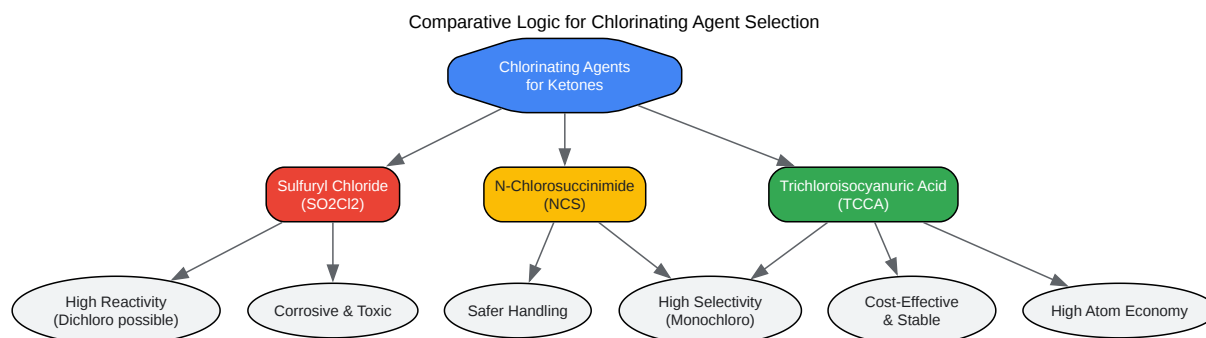 Comparative Logic for Chlorinating Agent Selection
Chlorinating Agents
for Ketones
Sulfuryl Chloride
(SO2Cl2)
N-Chlorosuccinimide
(NCS)
Trichloroisocyanuric Acid
(TCCA)
High Reactivity
(Dichloro possible)
Corrosive & Toxic
Safer Handling
High Selectivity
(Monochloro)
Cost-Effective
& Stable
High Atom Economy